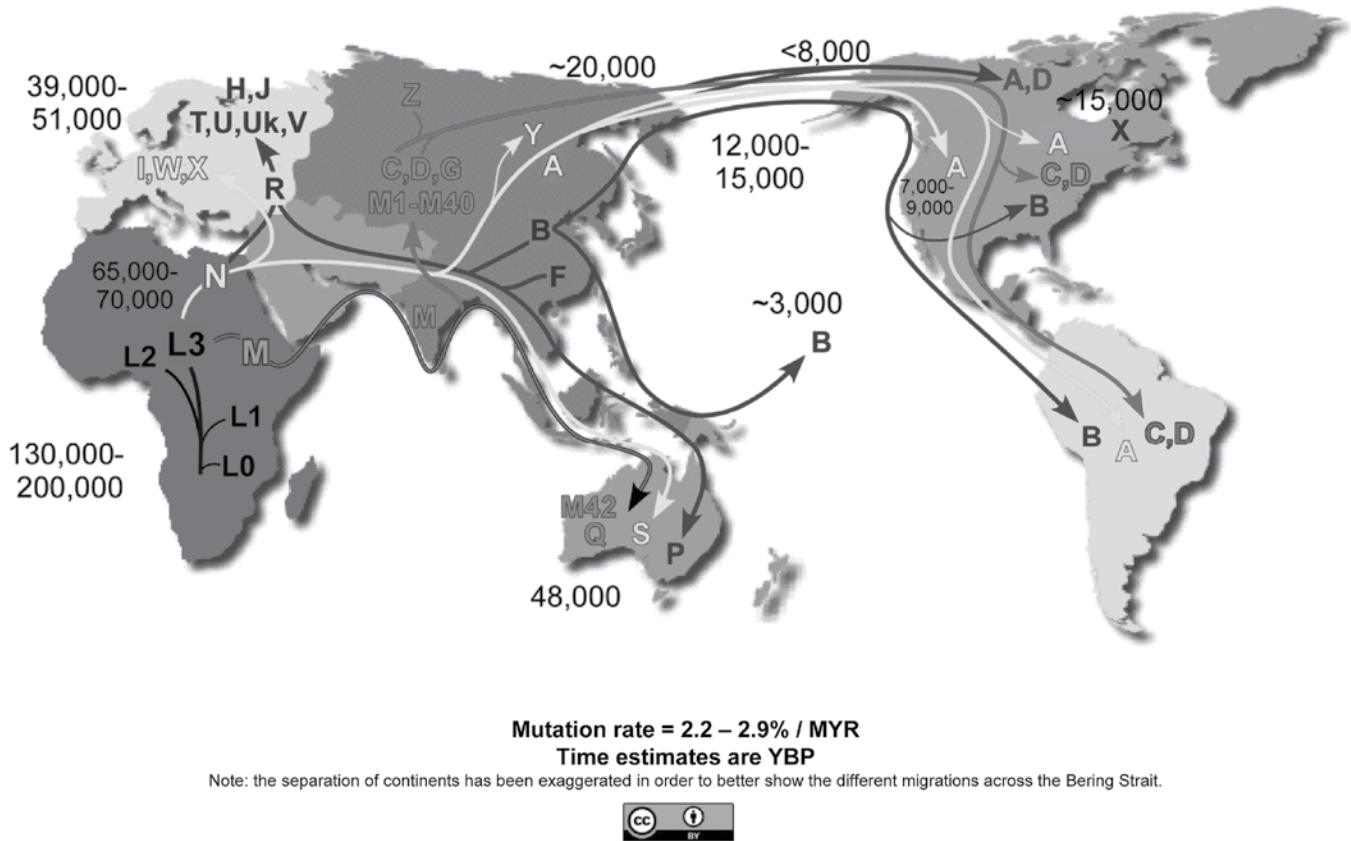 39,000-
51,000
H,J
T,U,Uk,V
I,W,X
R
Z
~20,000
<8,000
Y
A
C,D,G
M1-M40
12,000-
15,000
A,D
~15,000
X
A
A
C,D
7,000-
9,000
B
B
F
65,000-
70,000
N
M
~3,000
B
L3
M
L2
L1
L0
130,000-
200,000
B
A
C,D
M42
Q
S
P
48,000
Mutation rate = 2.2 – 2.9% / MYR
Time estimates are YBP
Note: the separation of continents has been exaggerated in order to better show the different migrations across the Bering Strait.
cc
BY